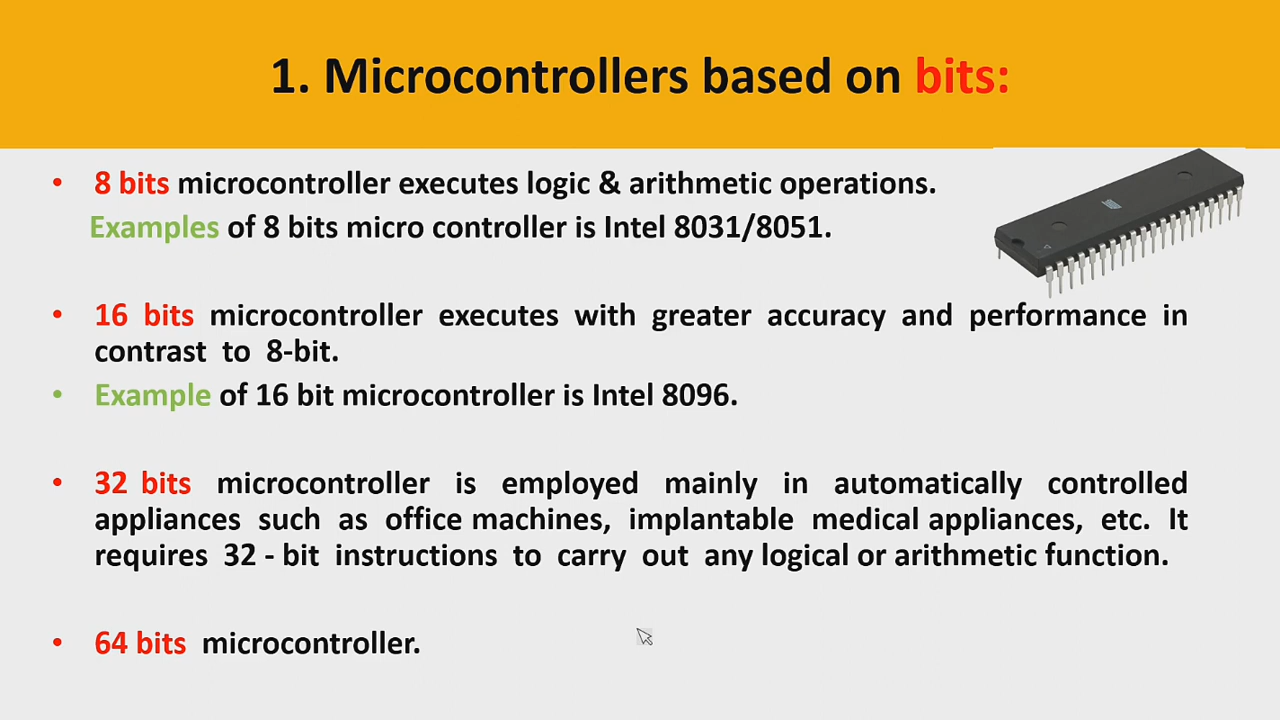 1. Microcontrollers based on bits:
• 8 bits microcontroller executes logic & arithmetic operations.
Examples of 8 bits micro controller is Intel 8031/8051.
• 16 bits microcontroller executes with greater accuracy and performance in
contrast to 8-bit.
• Example of 16 bit microcontroller is Intel 8096.
• 32 bits microcontroller is employed mainly in automatically controlled
appliances such as office machines, implantable medical appliances, etc. It
requires 32 - bit instructions to carry out any logical or arithmetic function.
• 64 bits microcontroller.